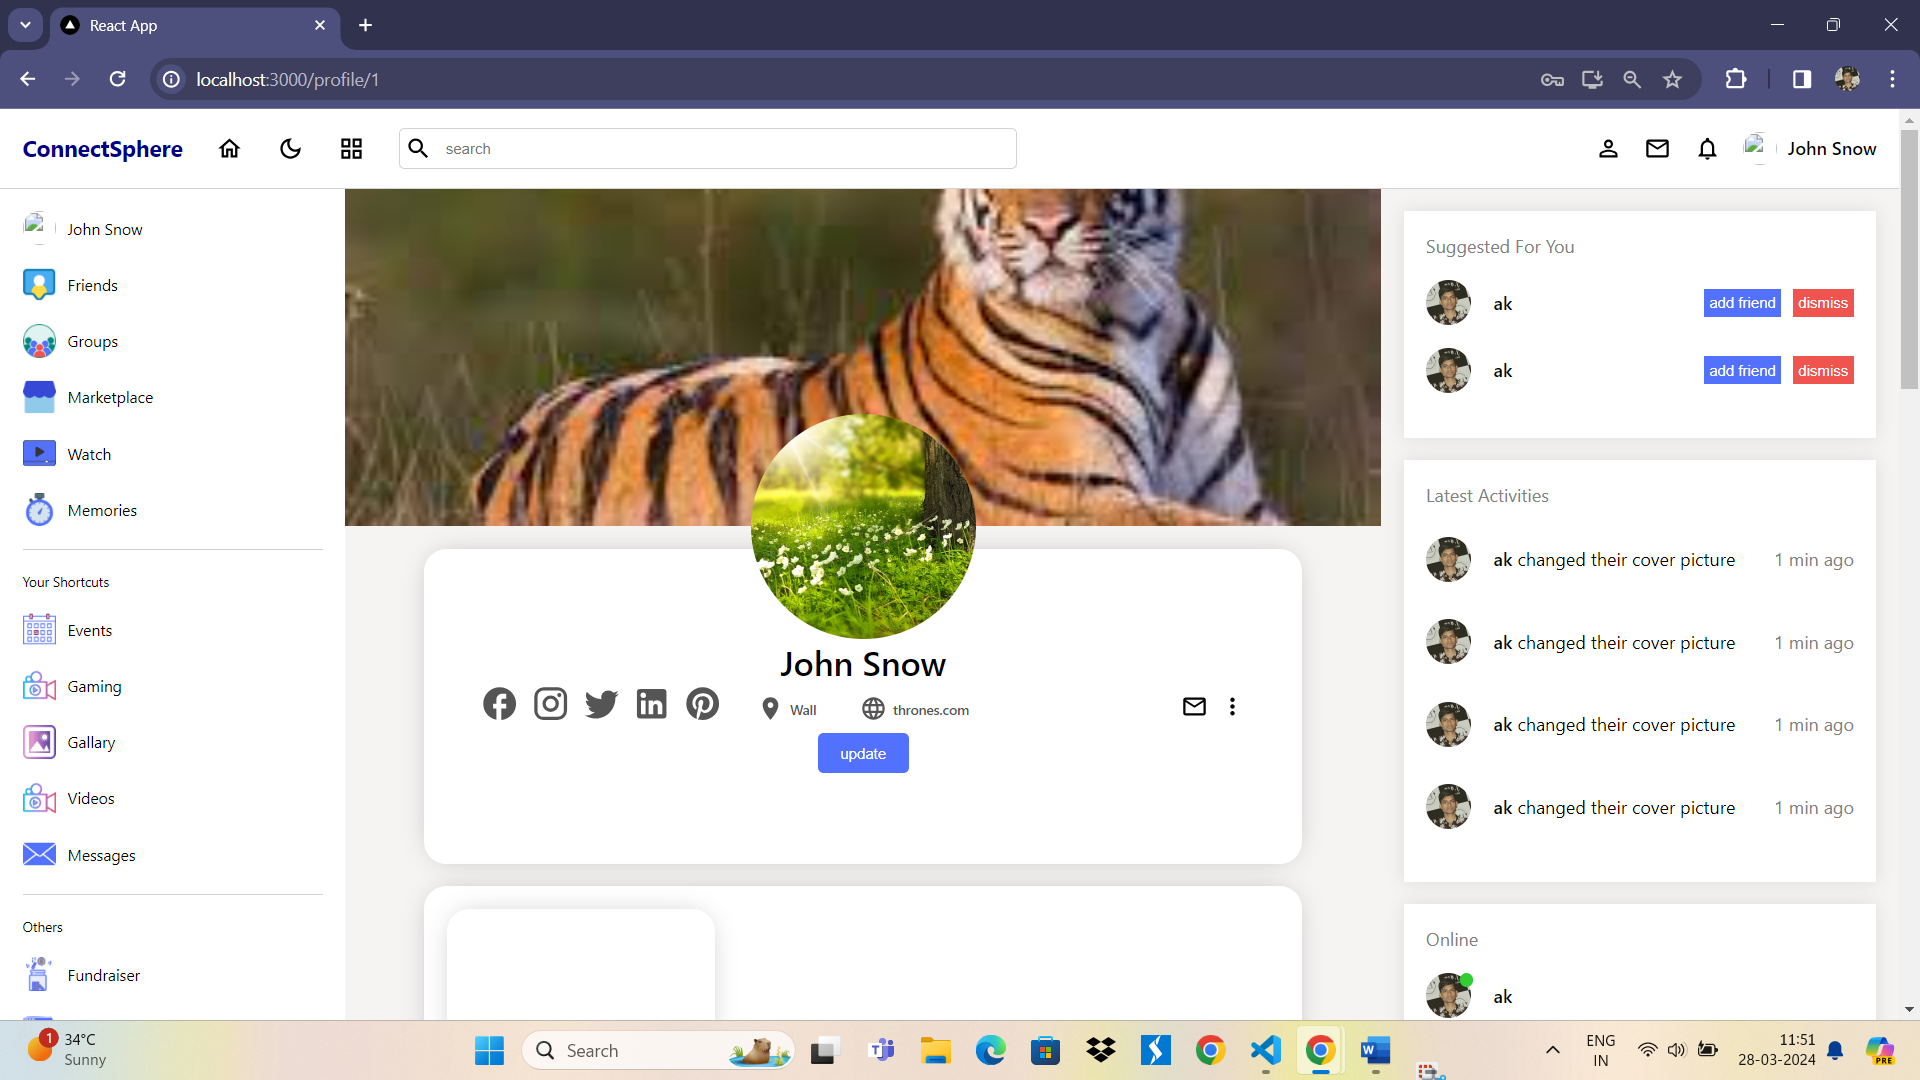 React App
localhost:3000/profile/1
ConnectSphere
search
John Snow
John Snow
Friends
Groups
Marketplace
Watch
Memories
Your Shortcuts
Events
Gaming
Gallary
Videos
Messages
Others
Fundraiser
John Snow
Wall
thrones.com
update
Suggested For You
ak add friend dismiss
ak add friend dismiss
Latest Activities
ak changed their cover picture 1 min ago
ak changed their cover picture 1 min ago
ak changed their cover picture 1 min ago
ak changed their cover picture 1 min ago
Online
ak
1
34°C
Sunny
Search
ENG
IN
11:51
28-03-2024
PRE